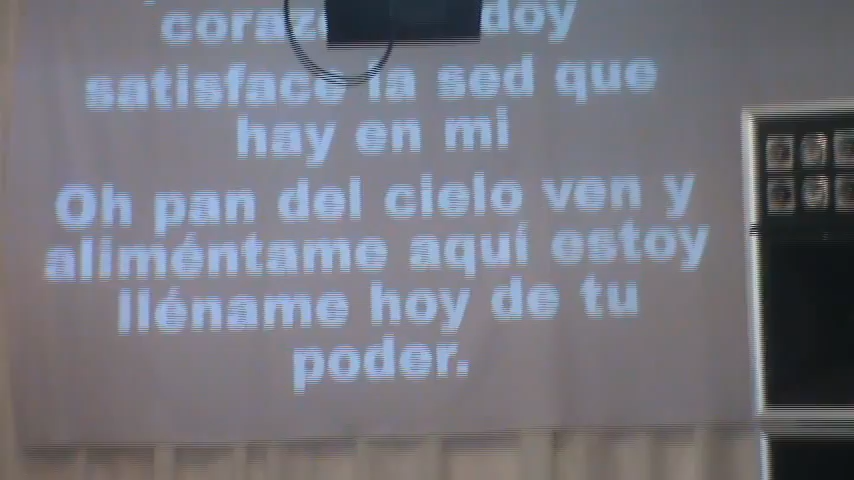 doy
satisface la sed que
hay en mi
Oh pan del cielo ven y
aliméntame aquí estoy
lléname hoy de tu
poder.